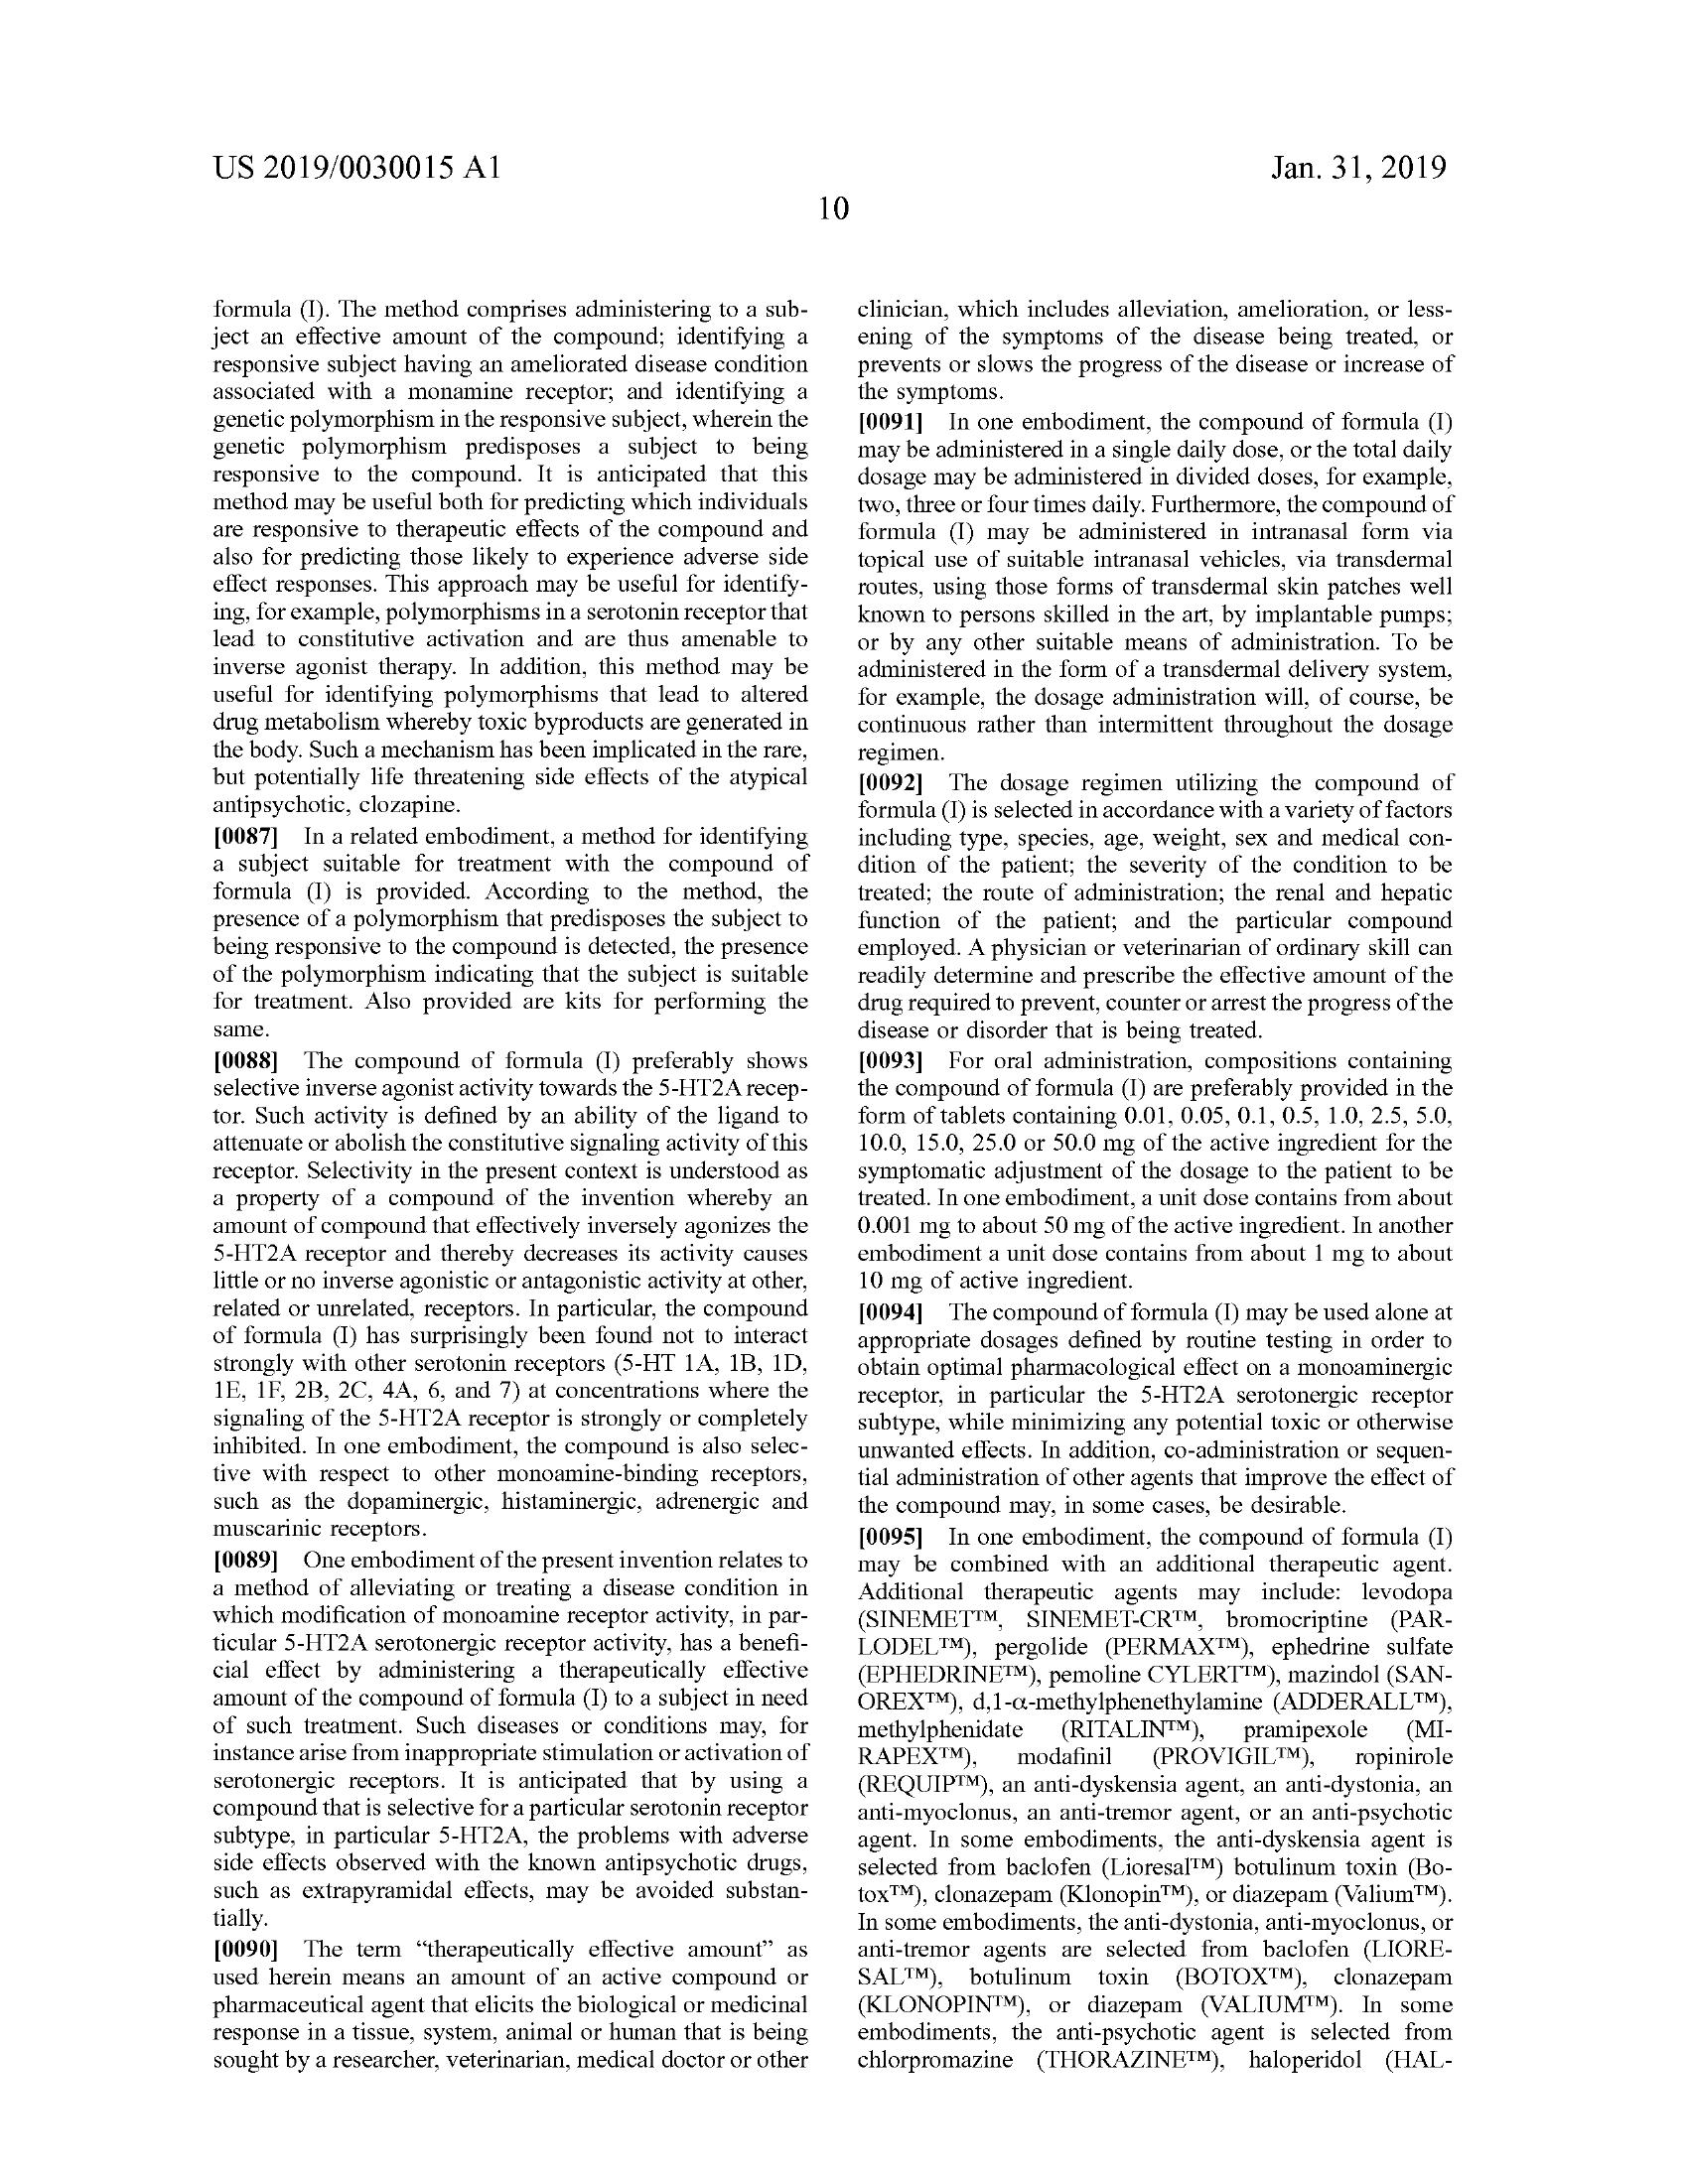 US 2019/0030015 A1
Jan. 31, 2019
10
formula (I). The method comprises administering to a sub-
ject an effective amount of the compound; identifying a
responsive subject having an ameliorated disease condition
associated with a monamine receptor; and identifying a
genetic polymorphism in the responsive subject, wherein the
genetic polymorphism predisposes a subject to being
responsive to the compound. It is anticipated that this
method may be useful both for predicting which individuals
are responsive to therapeutic effects of the compound and
also for predicting those likely to experience adverse side
effect responses. This approach may be useful for identify-
ing, for example, polymorphisms in a serotonin receptor that
lead to constitutive activation and are thus amenable to
inverse agonist therapy. In addition, this method may be
useful for identifying polymorphisms that lead to altered
drug metabolism whereby toxic byproducts are generated in
the body. Such a mechanism has been implicated in the rare,
but potentially life threatening side effects of the atypical
antipsychotic, clozapine.
[0087] In a related embodiment, a method for identifying
a subject suitable for treatment with the compound of
formula (I) is provided. According to the method, the
presence of a polymorphism that predisposes the subject to
being responsive to the compound is detected, the presence
of the polymorphism indicating that the subject is suitable
for treatment. Also provided are kits for performing the
same.
[0088] The compound of formula (I) preferably shows
selective inverse agonist activity towards the 5-HT2A recep-
tor. Such activity is defined by an ability of the ligand to
attenuate or abolish the constitutive signaling activity of this
receptor. Selectivity in the present context is understood as
a property of a compound of the invention whereby an
amount of compound that effectively inversely agonizes the
5-HT2A receptor and thereby decreases its activity causes
little or no inverse agonistic or antagonistic activity at other,
related or unrelated, receptors. In particular, the compound
of formula (I) has surprisingly been found not to interact
strongly with other serotonin receptors (5-HT 1A, 1B, 1D,
1E, 1F, 2B, 2C, 4A, 6, and 7) at concentrations where the
signaling of the 5-HT2A receptor is strongly or completely
inhibited. In one embodiment, the compound is also selec-
tive with respect to other monoamine-binding receptors,
such as the dopaminergic, histaminergic, adrenergic and
muscarinic receptors.
[0089] One embodiment of the present invention relates to
a method of alleviating or treating a disease condition in
which modification of monoamine receptor activity, in par-
ticular 5-HT2A serotonergic receptor activity, has a benefi-
cial effect by administering a therapeutically effective
amount of the compound of formula (I) to a subject in need
of such treatment. Such diseases or conditions may, for
instance arise from inappropriate stimulation or activation of
serotonergic receptors. It is anticipated that by using a
compound that is selective for a particular serotonin receptor
subtype, in particular 5-HT2A, the problems with adverse
side effects observed with the known antipsychotic drugs,
such as extrapyramidal effects, may be avoided substan-
tially.
[0090] The term “therapeutically effective amount” as
used herein means an amount of an active compound or
pharmaceutical agent that elicits the biological or medicinal
response in a tissue, system, animal or human that is being
sought by a researcher, veterinarian, medical doctor or other
clinician, which includes alleviation, amelioration, or less-
ening of the symptoms of the disease being treated, or
prevents or slows the progress of the disease or increase of
the symptoms.
[0091] In one embodiment, the compound of formula (I)
may be administered in a single daily dose, or the total daily
dosage may be administered in divided doses, for example,
two, three or four times daily. Furthermore, the compound of
formula (I) may be administered in intranasal form via
topical use of suitable intranasal vehicles, via transdermal
routes, using those forms of transdermal skin patches well
known to persons skilled in the art, by implantable pumps;
or by any other suitable means of administration. To be
administered in the form of a transdermal delivery system,
for example, the dosage administration will, of course, be
continuous rather than intermittent throughout the dosage
regimen.
[0092] The dosage regimen utilizing the compound of
formula (I) is selected in accordance with a variety of factors
including type, species, age, weight, sex and medical con-
dition of the patient; the severity of the condition to be
treated; the route of administration; the renal and hepatic
function of the patient; and the particular compound
employed. A physician or veterinarian of ordinary skill can
readily determine and prescribe the effective amount of the
drug required to prevent, counter or arrest the progress of the
disease or disorder that is being treated.
[0093] For oral administration, compositions containing
the compound of formula (I) are preferably provided in the
form of tablets containing 0.01, 0.05, 0.1, 0.5, 1.0, 2.5, 5.0,
10.0, 15.0, 25.0 or 50.0 mg of the active ingredient for the
symptomatic adjustment of the dosage to the patient to be
treated. In one embodiment, a unit dose contains from about
0.001 mg to about 50 mg of the active ingredient. In another
embodiment a unit dose contains from about 1 mg to about
10 mg of active ingredient.
[0094] The compound of formula (I) may be used alone at
appropriate dosages defined by routine testing in order to
obtain optimal pharmacological effect on a monoaminergic
receptor, in particular the 5-HT2A serotonergic receptor
subtype, while minimizing any potential toxic or otherwise
unwanted effects. In addition, co-administration or sequen-
tial administration of other agents that improve the effect of
the compound may, in some cases, be desirable.
[0095] In one embodiment, the compound of formula (I)
may be combined with an additional therapeutic agent.
Additional therapeutic agents may include: levodopa
(SINEMET™, SINEMET-CR™, bromocriptine (PAR-
LODEL™), pergolide (PERMAX™), ephedrine sulfate
(EPHEDRINE™), pemoline CYLERT™), mazindol (SAN-
OREX™), d,1-α-methylphenethylamine (ADDERALL™),
methylphenidate (RITALIN™), pramipexole (MI-
RAPEX™), modafinil (PROVIGIL™), ropinirole
(REQUIP™), an anti-dyskensia agent, an anti-dystonia, an
anti-myoclonus, an anti-tremor agent, or an anti-psychotic
agent. In some embodiments, the anti-dyskensia agent is
selected from baclofen (Lioresal™) botulinum toxin (Bo-
tox™), clonazepam (Klonopin™), or diazepam (Valium™).
In some embodiments, the anti-dystonia, anti-myoclonus, or
anti-tremor agents are selected from baclofen (LIORE-
SAL™), botulinum toxin (BOTOX™), clonazepam
(KLONOPIN™), or diazepam (VALIUM™). In some
embodiments, the anti-psychotic agent is selected from
chlorpromazine (THORAZINE™), haloperidol (HAL-